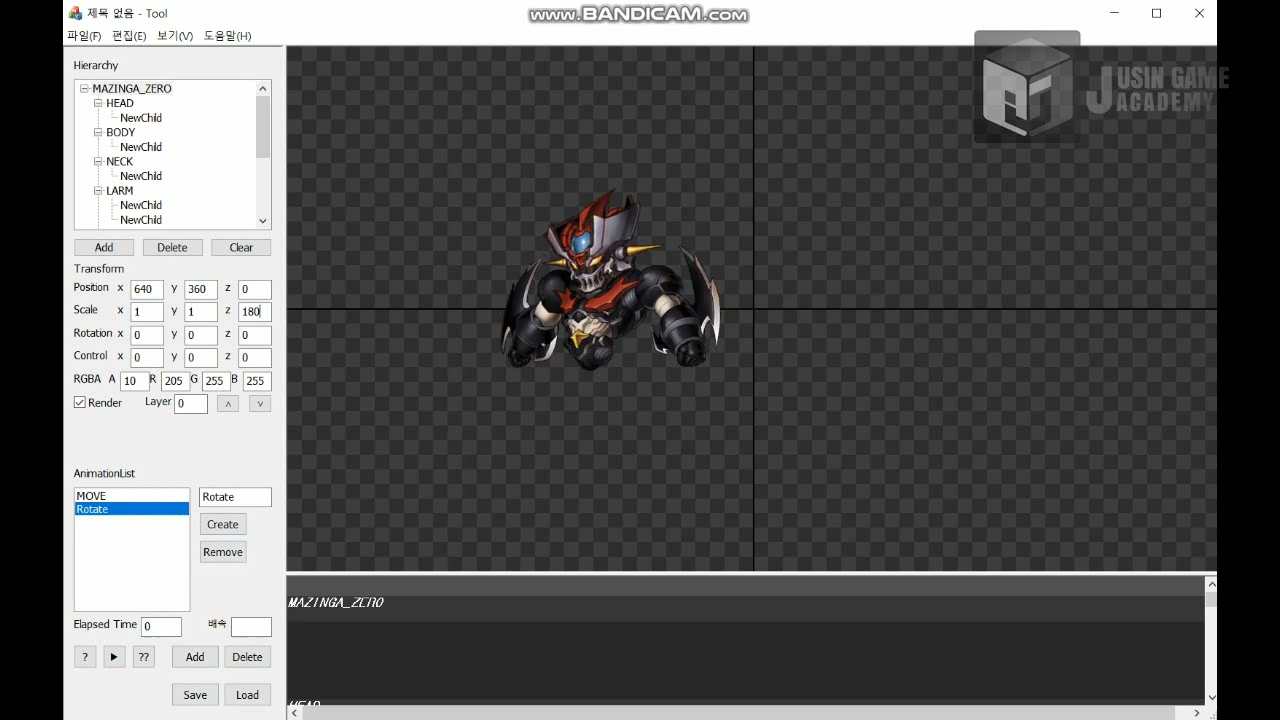 제목 없음 - Tool
www.BANDICAM.com
파일(F) 편집(E) 보기(V) 도움말(H)
JUSIN GAME
ACADEMY
Hierarchy
MAZINGA_ZERO
HEAD
NewChild
BODY
NewChild
NECK
NewChild
LARM
NewChild
NewChild
Add Delete Clear
Transform
Position x 640 y 360 z 0
Scale x 1 y 1 z 180
Rotation x 0 y 0 z 0
Control x 0 y 0 z 0
RGBA A 10 R 205 G 255 B 255
Render Layer 0 ʌ v
AnimationList
MOVE
Rotate
Rotate
Create
Remove
Elapsed Time 0 배속
? ▶ ?? Add Delete
Save Load
MAZINGA_ZERO
HEAD